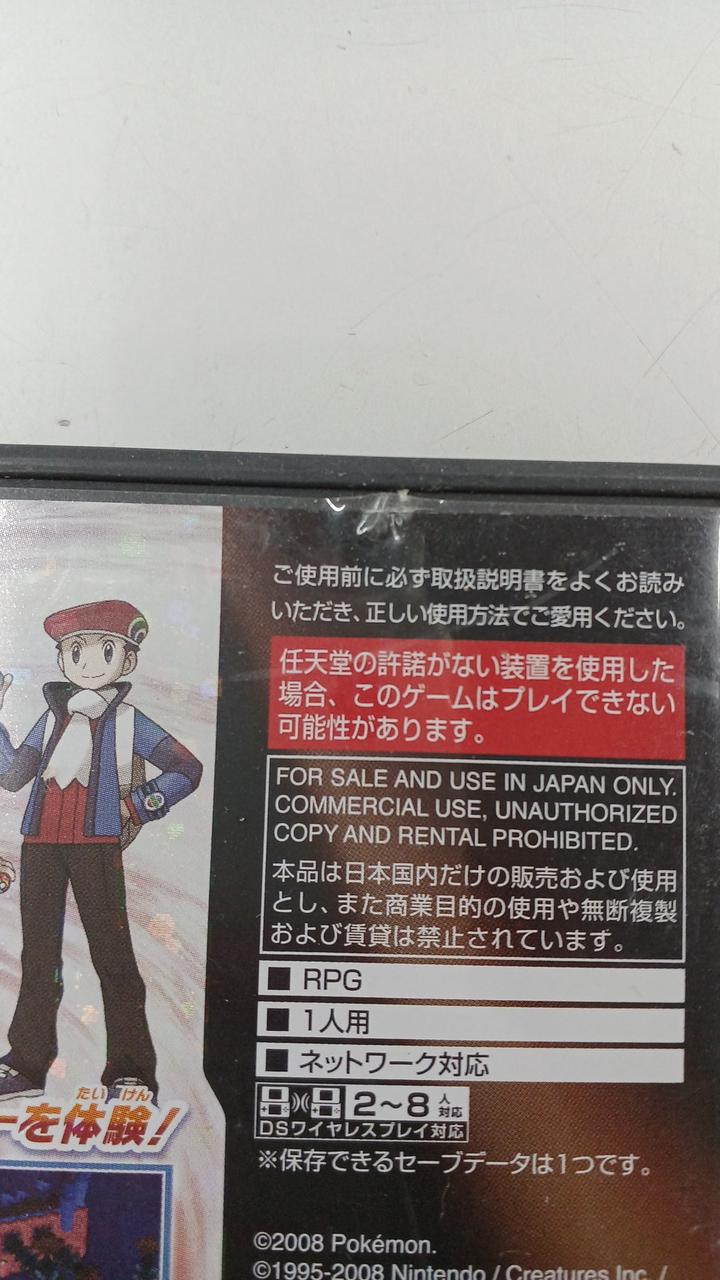 ご使用前に必ず取扱説明書をよくお読み
いただき、正しい使用方法でご愛用ください。
任天堂の許諾がない装置を使用した
場合、このゲームはプレイできない
可能性があります。
FOR SALE AND USE IN JAPAN ONLY.
COMMERCIAL USE, UNAUTHORIZED
COPY AND RENTAL PROHIBITED.
本品は日本国内だけの販売および使用
とし、また商業目的の使用や無断複製
および賃貸は禁止されています。
■ RPG
■ 1人用
■ ネットワーク対応
2〜8人対応
DSワイヤレスプレイ対応
※保存できるセーブデータは1つです。
たい けん
ーを体験!
©2008 Pokémon.
©1995-2008 Nintendo / Creatures Inc. /